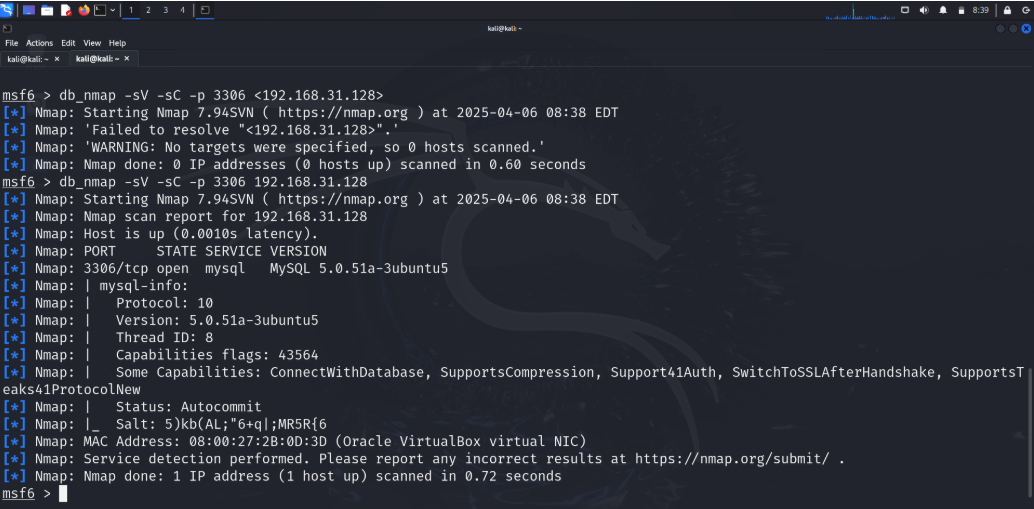 1 2 3 4
8:39
kali@kali: ~
File Actions Edit View Help
kali@kali: ~ × kali@kali: ~ ×
msf6 > db_nmap -sV -sC -p 3306 <192.168.31.128>
[*] Nmap: Starting Nmap 7.94SVN ( https://nmap.org ) at 2025-04-06 08:38 EDT
[*] Nmap: 'Failed to resolve "<192.168.31.128>".'
[*] Nmap: 'WARNING: No targets were specified, so 0 hosts scanned.'
[*] Nmap: Nmap done: 0 IP addresses (0 hosts up) scanned in 0.60 seconds
msf6 > db_nmap -sV -sC -p 3306 192.168.31.128
[*] Nmap: Starting Nmap 7.94SVN ( https://nmap.org ) at 2025-04-06 08:38 EDT
[*] Nmap: Nmap scan report for 192.168.31.128
[*] Nmap: Host is up (0.0010s latency).
[*] Nmap: PORT     STATE SERVICE VERSION
[*] Nmap: 3306/tcp open  mysql   MySQL 5.0.51a-3ubuntu5
[*] Nmap: | mysql-info:
[*] Nmap: |   Protocol: 10
[*] Nmap: |   Version: 5.0.51a-3ubuntu5
[*] Nmap: |   Thread ID: 8
[*] Nmap: |   Capabilities flags: 43564
[*] Nmap: |   Some Capabilities: ConnectWithDatabase, SupportsCompression, Support41Auth, SwitchToSSLAfterHandshake, SupportsT
eaks41ProtocolNew
[*] Nmap: |   Status: Autocommit
[*] Nmap: |_  Salt: 5)kb(AL;"6+q|;MR5R{6
[*] Nmap: MAC Address: 08:00:27:2B:0D:3D (Oracle VirtualBox virtual NIC)
[*] Nmap: Service detection performed. Please report any incorrect results at https://nmap.org/submit/ .
[*] Nmap: Nmap done: 1 IP address (1 host up) scanned in 0.72 seconds
msf6 >